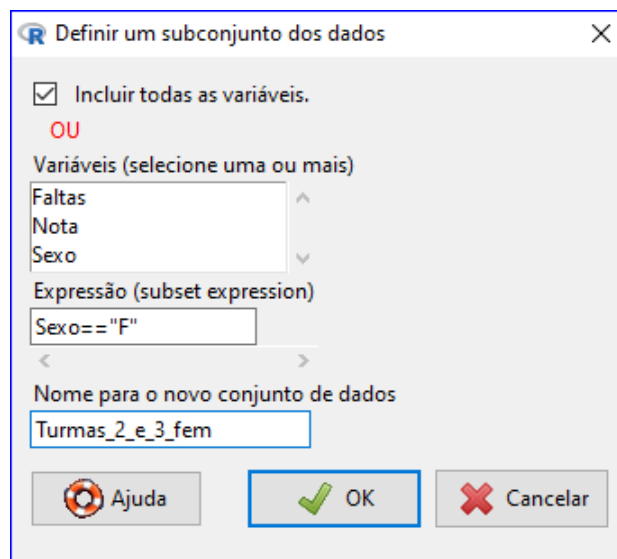 Definir um subconjunto dos dados
Incluir todas as variáveis.
OU
Variáveis (selecione uma ou mais)
Faltas
Nota
Sexo
Expressão (subset expression)
Sexo=="F"
Nome para o novo conjunto de dados
Turmas_2_e_3_fem
Ajuda OK Cancelar